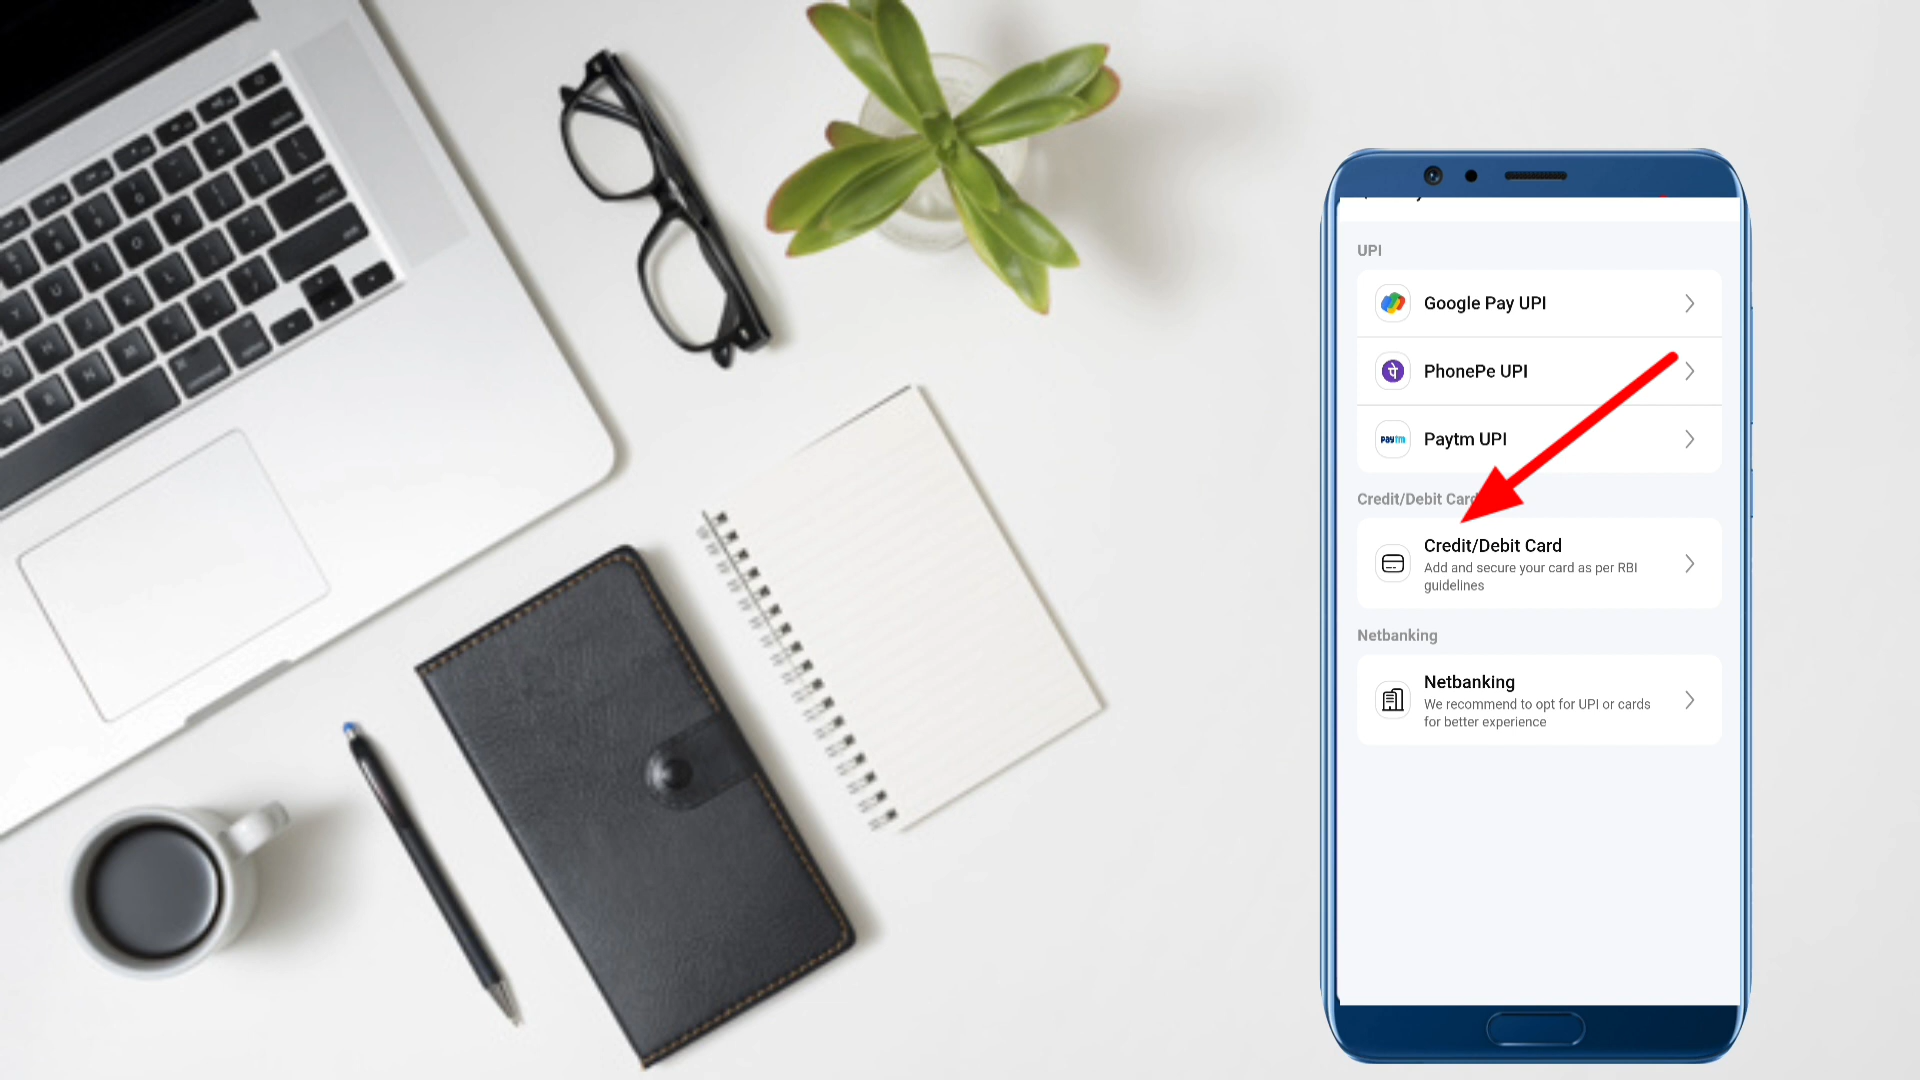 UPI
Google Pay UPI
पे
PhonePe UPI
paytm
Paytm UPI
Credit/Debit Card
Credit/Debit Card
Add and secure your card as per RBI
guidelines
Netbanking
Netbanking
We recommend to opt for UPI or cards
for better experience